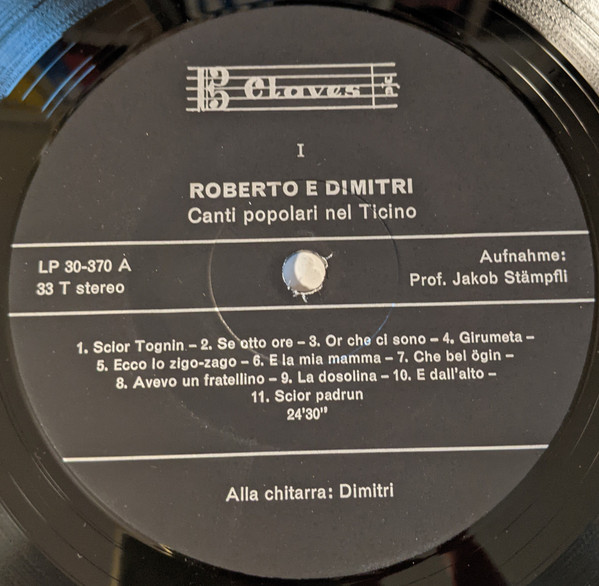 Claves
I
ROBERTO E DIMITRI
Canti popolari nel Ticino
LP 30-370 A
33 T stereo
Aufnahme:
Prof. Jakob Stämpfli
1. Scior Tognin – 2. Se otto ore – 3. Or che ci sono – 4. Girumeta –
5. Ecco lo zigo-zago – 6. E la mia mamma – 7. Che bel ögin –
8. Avevo un fratellino – 9. La dosolina – 10. E dall'alto –
11. Scior padrun
24'30"
Alla chitarra: Dimitri